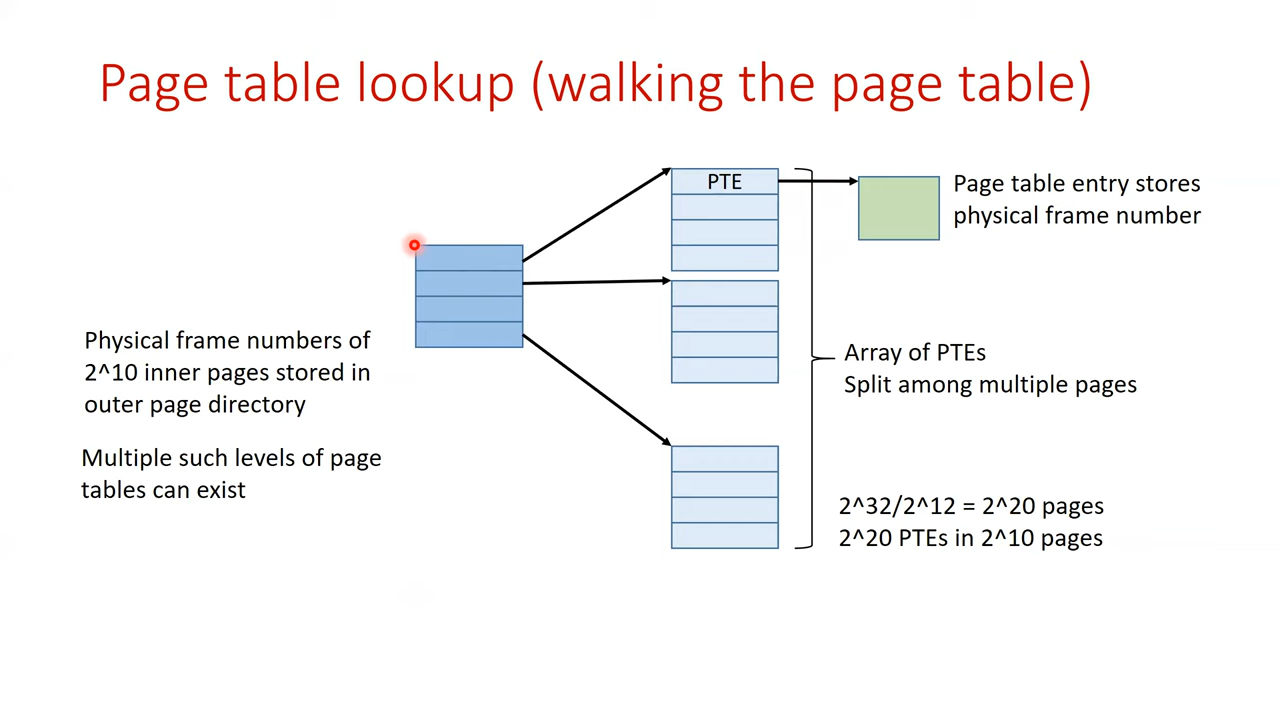 Page table lookup (walking the page table)
PTE
Page table entry stores
physical frame number
Physical frame numbers of
2^10 inner pages stored in
outer page directory
Multiple such levels of page
tables can exist
Array of PTEs
Split among multiple pages
2^32/2^12 = 2^20 pages
2^20 PTEs in 2^10 pages